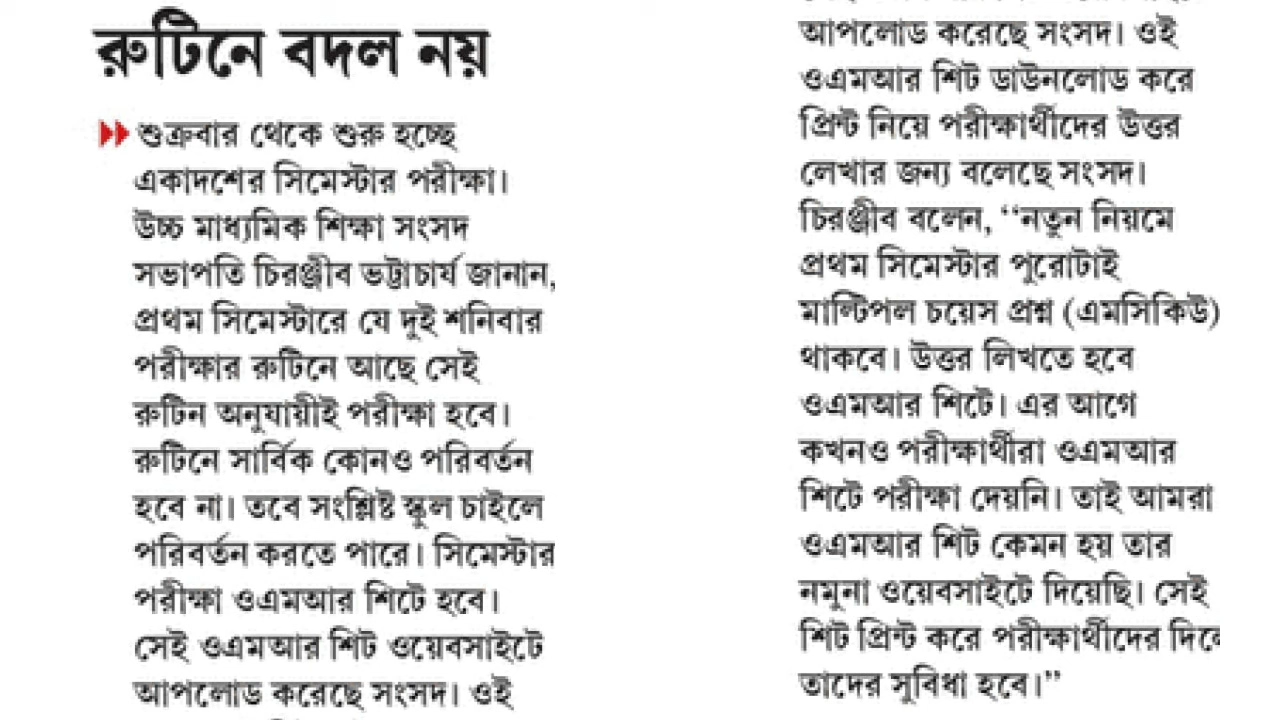 রুটিনে বদল নয়
শুক্রবার থেকে শুরু হচ্ছে
একাদশের সিমেস্টার পরীক্ষা।
উচ্চ মাধ্যমিক শিক্ষা সংসদ
সভাপতি চিরঞ্জীব ভট্টাচার্য জানান,
প্রথম সিমেস্টারে যে দুই শনিবার
পরীক্ষার রুটিনে আছে সেই
রুটিন অনুযায়ীই পরীক্ষা হবে।
রুটিনে সার্বিক কোনও পরিবর্তন
হবে না। তবে সংশ্লিষ্ট স্কুল চাইলে
পরিবর্তন করতে পারে। সিমেস্টার
পরীক্ষা ওএমআর শিটে হবে।
সেই ওএমআর শিট ওয়েবসাইটে
আপলোড করেছে সংসদ। ওই
আপলোড করেছে সংসদ। ওই
ওএমআর শিট ডাউনলোড করে
প্রিন্ট নিয়ে পরীক্ষার্থীদের উত্তর
লেখার জন্য বলেছে সংসদ।
চিরঞ্জীব বলেন, ‘‘নতুন নিয়মে
প্রথম সিমেস্টার পুরোটাই
মাল্টিপল চয়েস প্রশ্ন (এমসিকিউ)
থাকবে। উত্তর লিখতে হবে
ওএমআর শিটে। এর আগে
কখনও পরীক্ষার্থীরা ওএমআর
শিটে পরীক্ষা দেয়নি। তাই আমরা
ওএমআর শিট কেমন হয় তার
নমুনা ওয়েবসাইটে দিয়েছি। সেই
শিট প্রিন্ট করে পরীক্ষার্থীদের দিলে
তাদের সুবিধা হবে।’’